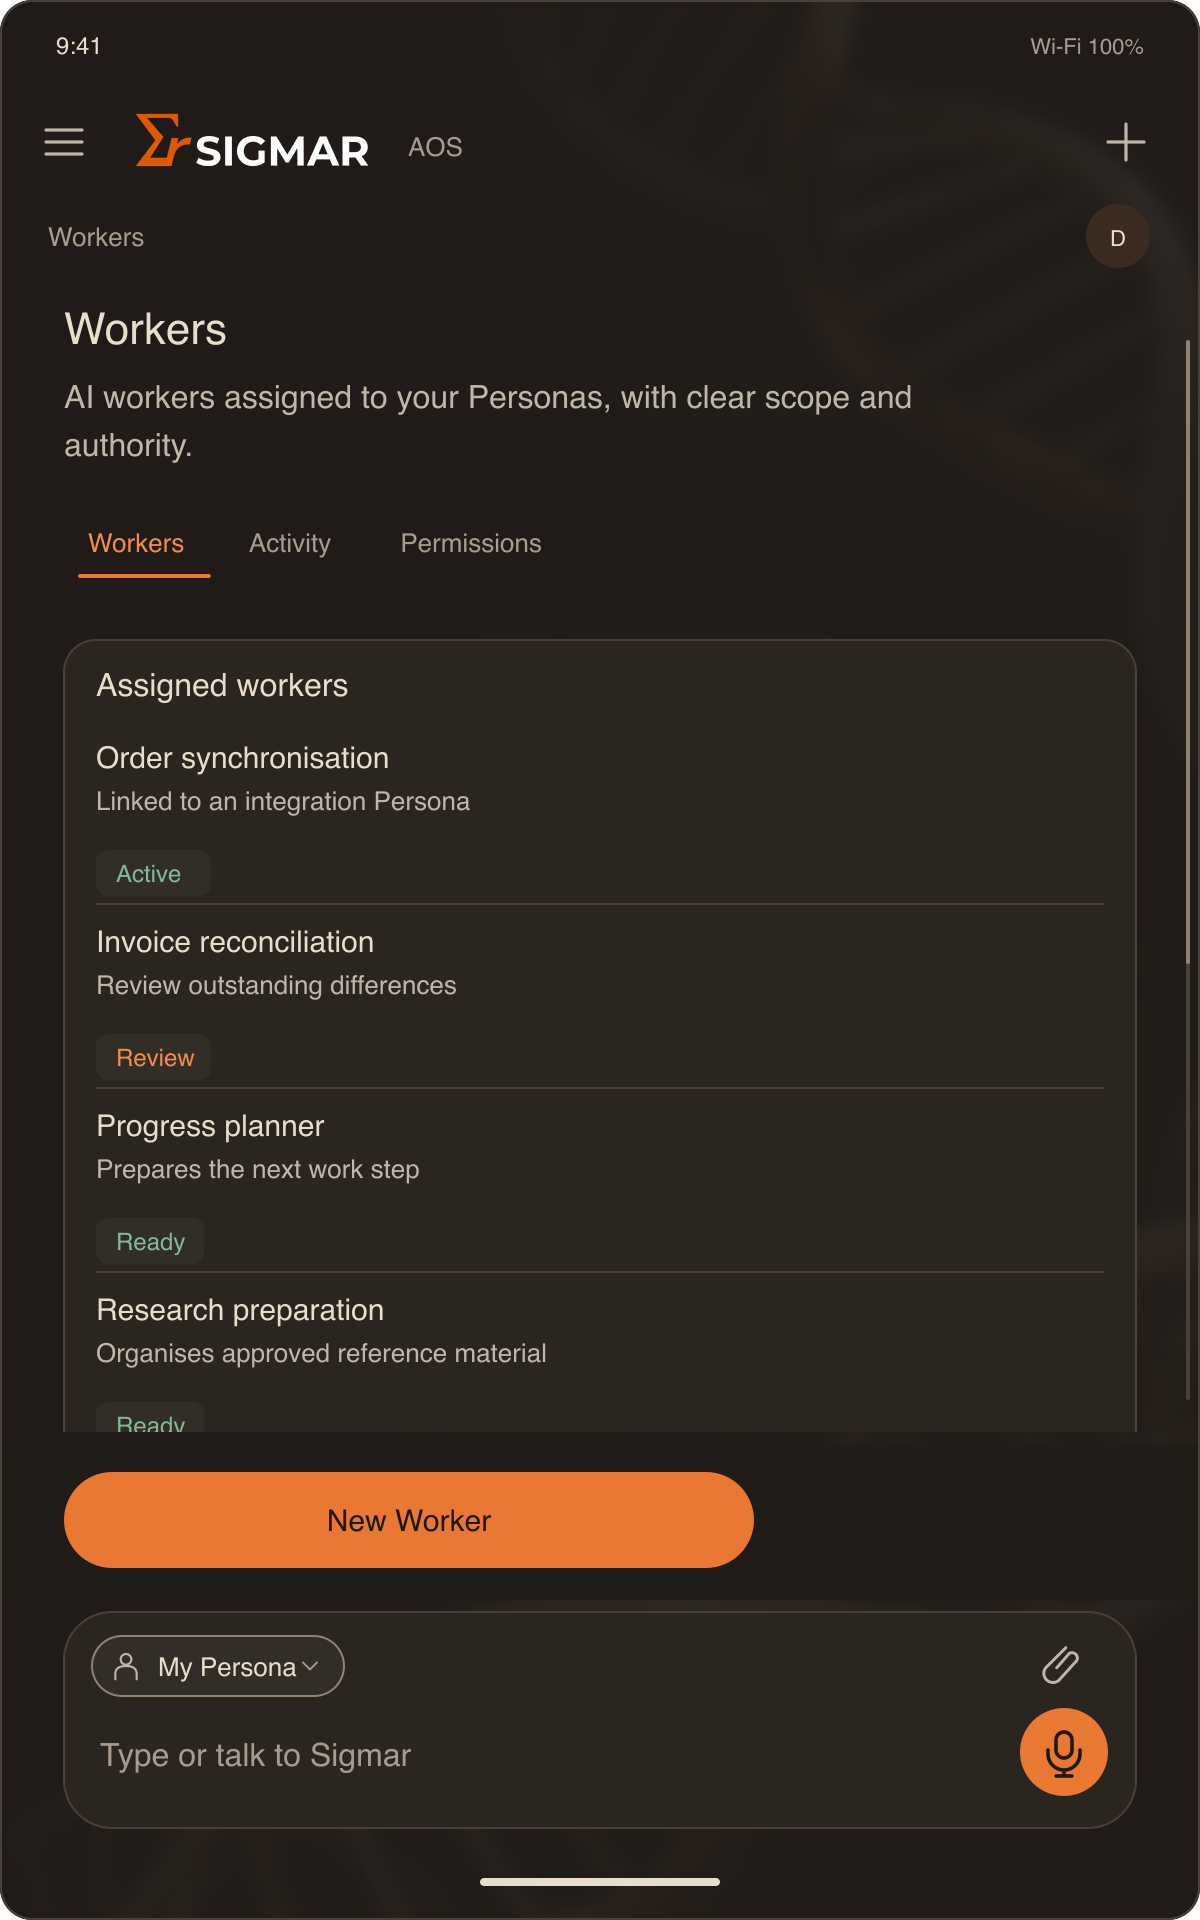 9:41
Wi-Fi 100%
Σr SIGMAR AOS
Workers
D
Workers
AI workers assigned to your Personas, with clear scope and
authority.
Workers Activity Permissions
Assigned workers
Order synchronisation
Linked to an integration Persona
Active
Invoice reconciliation
Review outstanding differences
Review
Progress planner
Prepares the next work step
Ready
Research preparation
Organises approved reference material
Ready
New Worker
My Persona
Type or talk to Sigmar